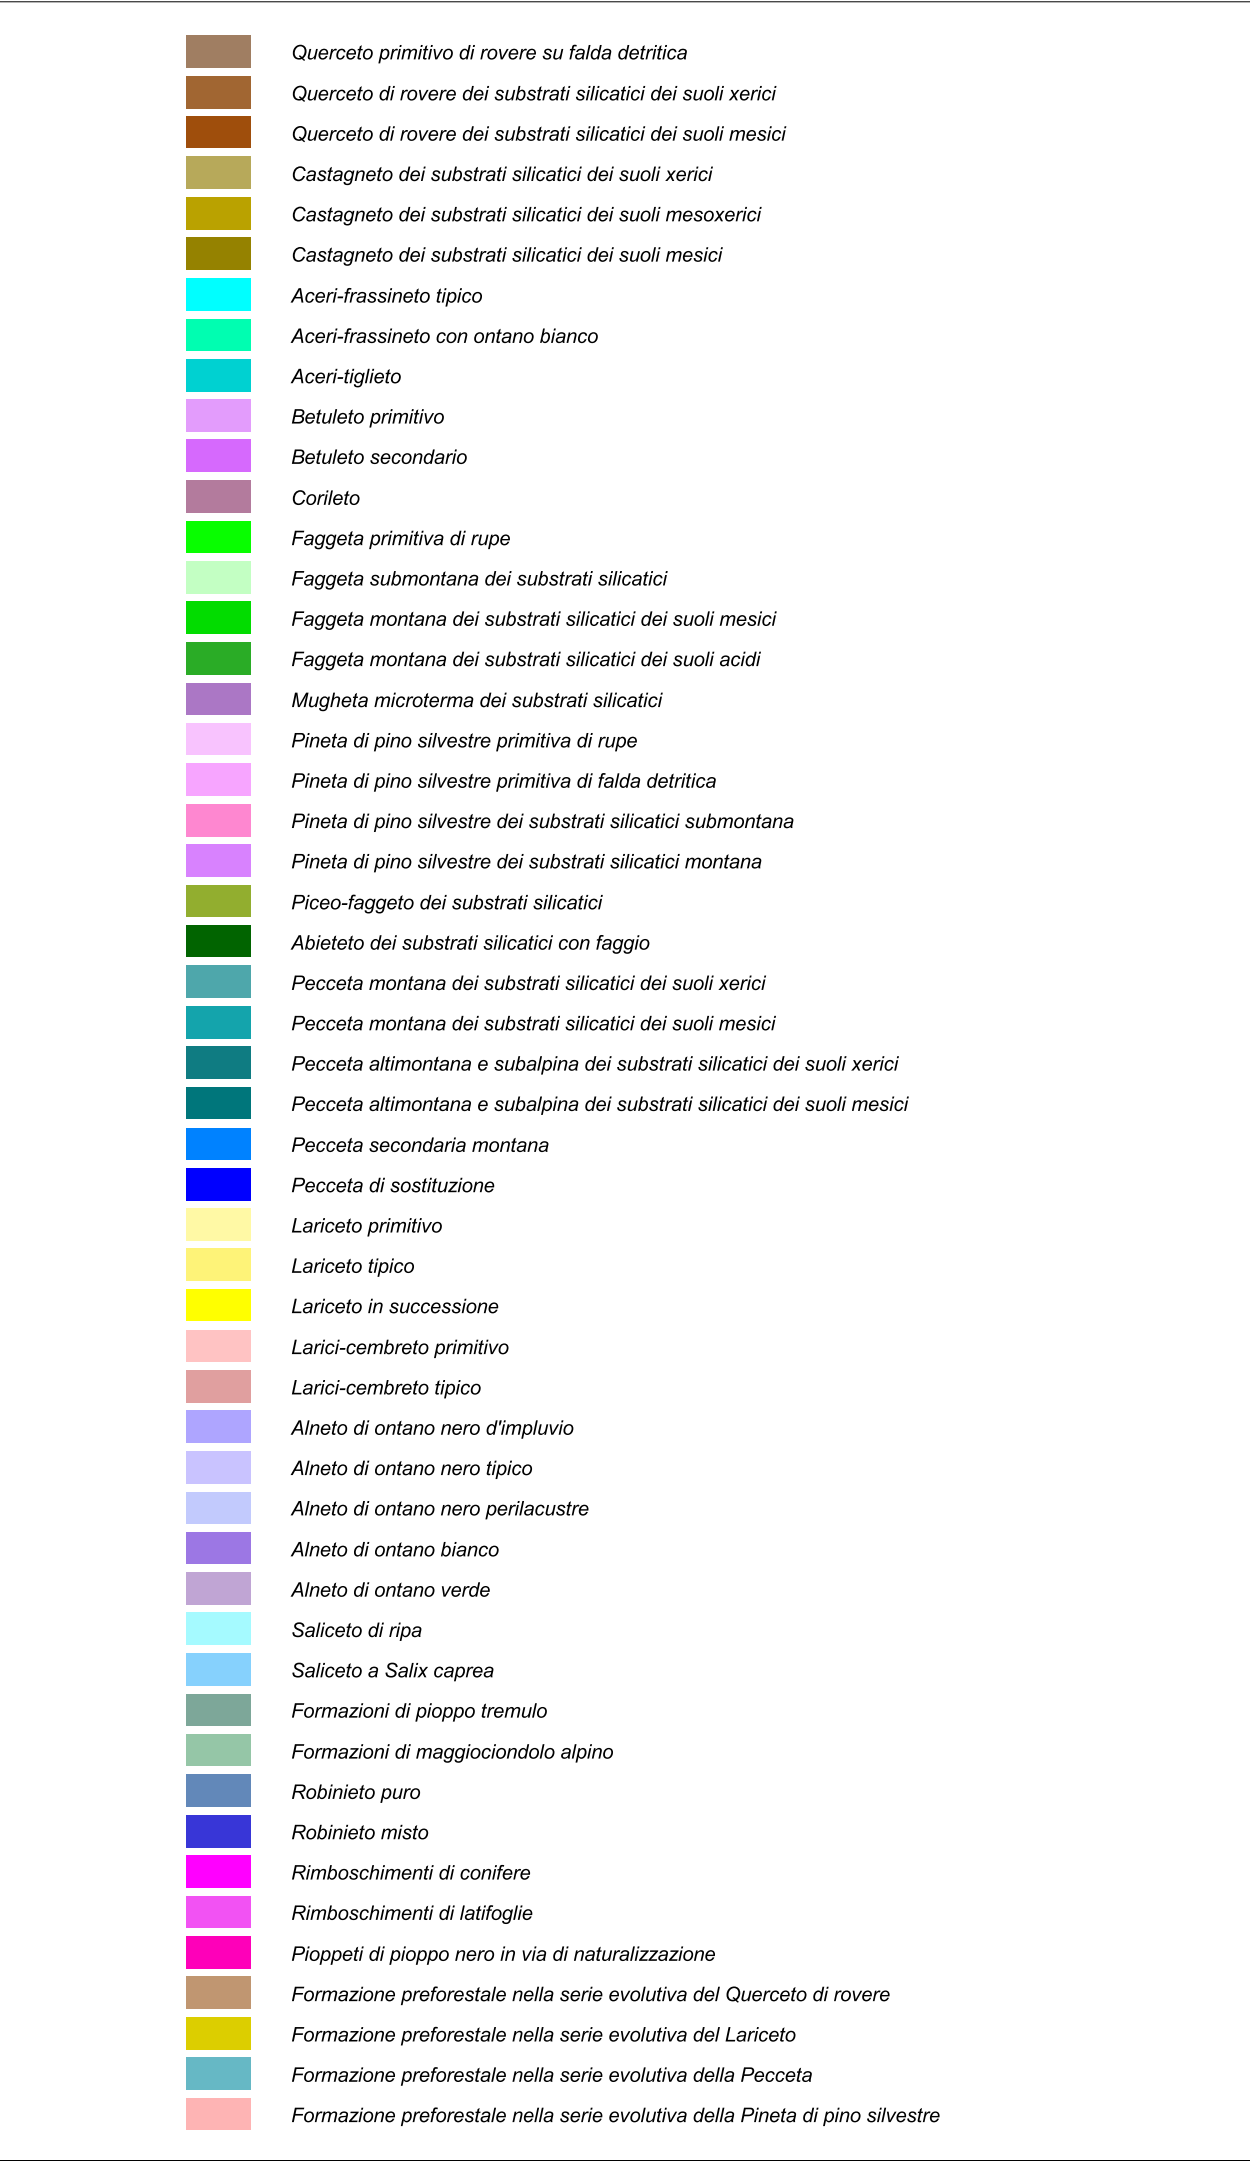 Querceto primitivo di rovere su falda detritica
Querceto di rovere dei substrati silicatici dei suoli xerici
Querceto di rovere dei substrati silicatici dei suoli mesici
Castagneto dei substrati silicatici dei suoli xerici
Castagneto dei substrati silicatici dei suoli mesoxerici
Castagneto dei substrati silicatici dei suoli mesici
Aceri-frassineto tipico
Aceri-frassineto con ontano bianco
Aceri-tiglieto
Betuleto primitivo
Betuleto secondario
Corileto
Faggeta primitiva di rupe
Faggeta submontana dei substrati silicatici
Faggeta montana dei substrati silicatici dei suoli mesici
Faggeta montana dei substrati silicatici dei suoli acidi
Mugheta microterma dei substrati silicatici
Pineta di pino silvestre primitiva di rupe
Pineta di pino silvestre primitiva di falda detritica
Pineta di pino silvestre dei substrati silicatici submontana
Pineta di pino silvestre dei substrati silicatici montana
Piceo-faggeto dei substrati silicatici
Abieteto dei substrati silicatici con faggio
Pecceta montana dei substrati silicatici dei suoli xerici
Pecceta montana dei substrati silicatici dei suoli mesici
Pecceta altimontana e subalpina dei substrati silicatici dei suoli xerici
Pecceta altimontana e subalpina dei substrati silicatici dei suoli mesici
Pecceta secondaria montana
Pecceta di sostituzione
Lariceto primitivo
Lariceto tipico
Lariceto in successione
Larici-cembreto primitivo
Larici-cembreto tipico
Alneto di ontano nero d'impluvio
Alneto di ontano nero tipico
Alneto di ontano nero perilacustre
Alneto di ontano bianco
Alneto di ontano verde
Saliceto di ripa
Saliceto a Salix caprea
Formazioni di pioppo tremulo
Formazioni di maggiociondolo alpino
Robinieto puro
Robinieto misto
Rimboschimenti di conifere
Rimboschimenti di latifoglie
Pioppeti di pioppo nero in via di naturalizzazione
Formazione preforestale nella serie evolutiva del Querceto di rovere
Formazione preforestale nella serie evolutiva del Lariceto
Formazione preforestale nella serie evolutiva della Pecceta
Formazione preforestale nella serie evolutiva della Pineta di pino silvestre